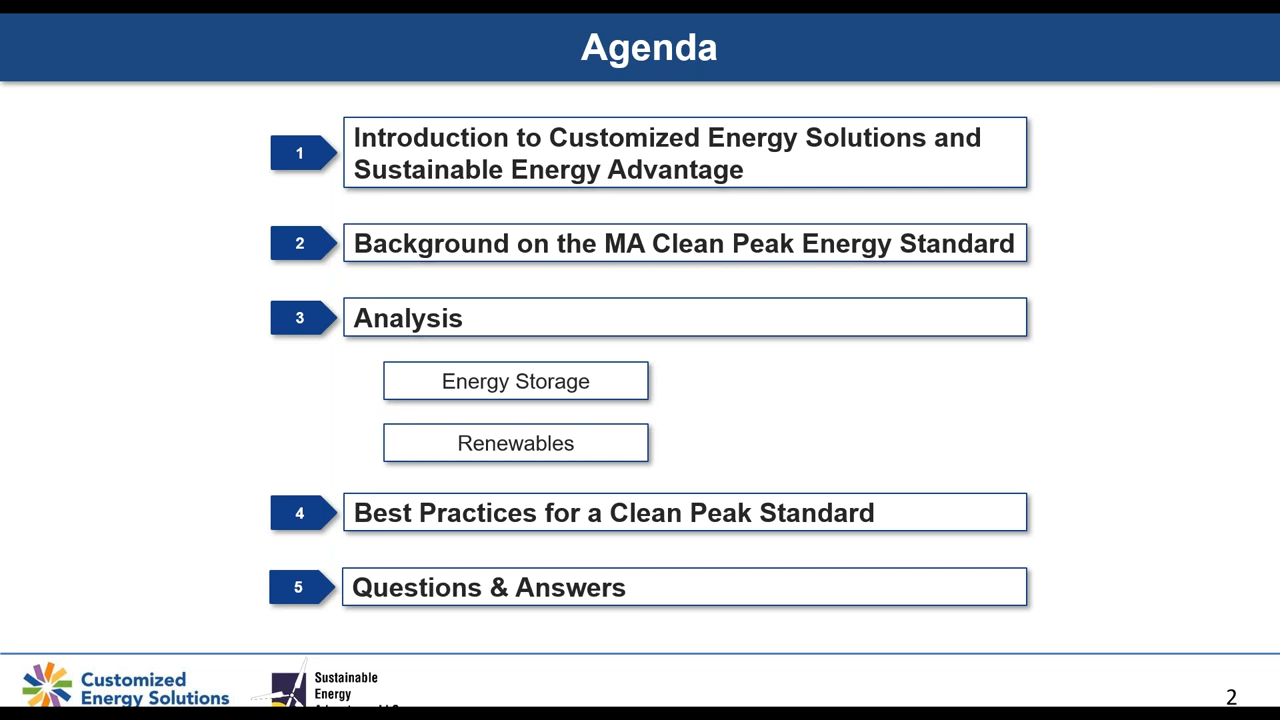 Agenda
1
Introduction to Customized Energy Solutions and
Sustainable Energy Advantage
2
Background on the MA Clean Peak Energy Standard
3
Analysis
Energy Storage
Renewables
4
Best Practices for a Clean Peak Standard
5
Questions & Answers
Customized
Energy Solutions
Sustainable
Energy
2